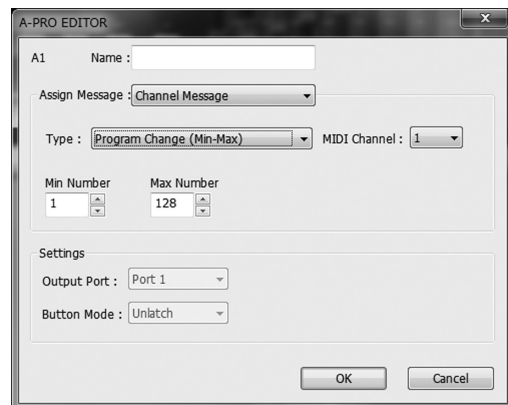 A-PRO EDITOR
x
A1 Name :
Assign Message : Channel Message
Type : Program Change (Min-Max) MIDI Channel : 1
Min Number Max Number
1 128
Settings
Output Port : Port 1
Button Mode : Unlatch
OK Cancel